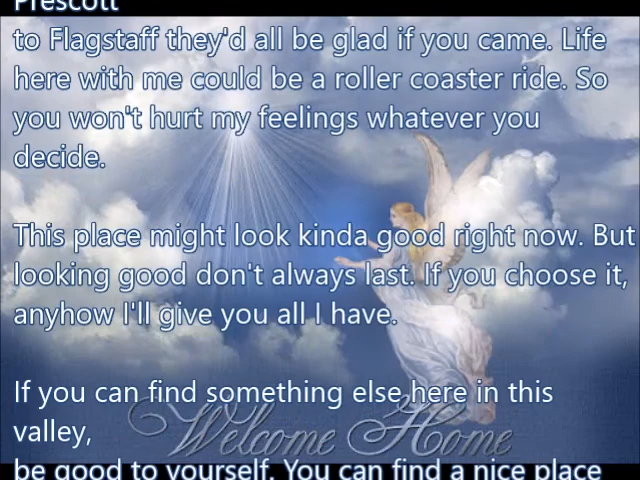 Prescott
to Flagstaff they'd all be glad if you came. Life
here with me could be a roller coaster ride. So
you won't hurt my feelings whatever you
decide.
This place might look kinda good right now. But
looking good don't always last. If you choose it,
anyhow I'll give you all I have.
If you can find something else here in this
valley,
Welcome Home
be good to yourself. You can find a nice place